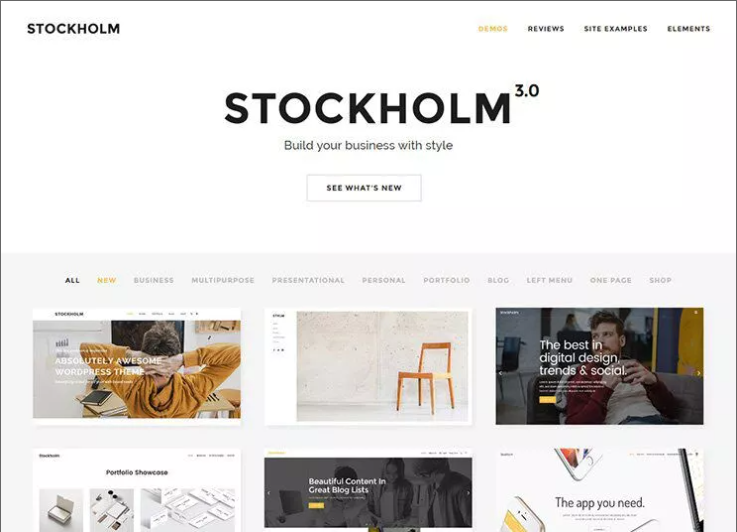 STOCKHOLM
DEMOS REVIEWS SITE EXAMPLES ELEMENTS
STOCKHOLM 3.0
Build your business with style
SEE WHAT'S NEW
ALL NEW BUSINESS MULTIPURPOSE PRESENTATIONAL PERSONAL PORTFOLIO BLOG LEFT MENU ONE PAGE SHOP
STOCKHOLM
ABSOLUTELY AWESOME
WORDPRESS THEME
Stockholm
The best in
digital design,
trends & social.
Stockholm
Portfolio Showcase
Beautiful Content In
Great Blog Lists
The app you need.